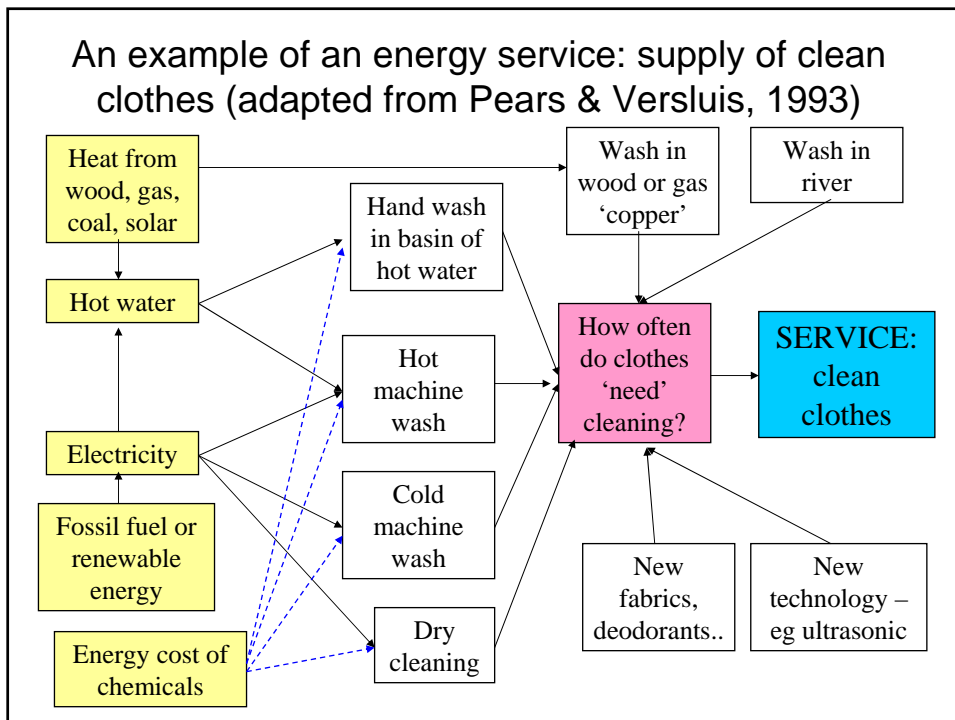 An example of an energy service: supply of clean
clothes (adapted from Pears & Versluis, 1993)
Heat from
wood, gas,
coal, solar
Wash in
wood or gas
‘copper’
Wash in
river
Hand wash
in basin of
hot water
Hot water
How often
do clothes
‘need’
cleaning?
SERVICE:
clean
clothes
Hot
machine
wash
Electricity
Cold
machine
wash
Fossil fuel or
renewable
energy
New
fabrics,
deodorants..
New
technology –
eg ultrasonic
Dry
cleaning
Energy cost of
chemicals